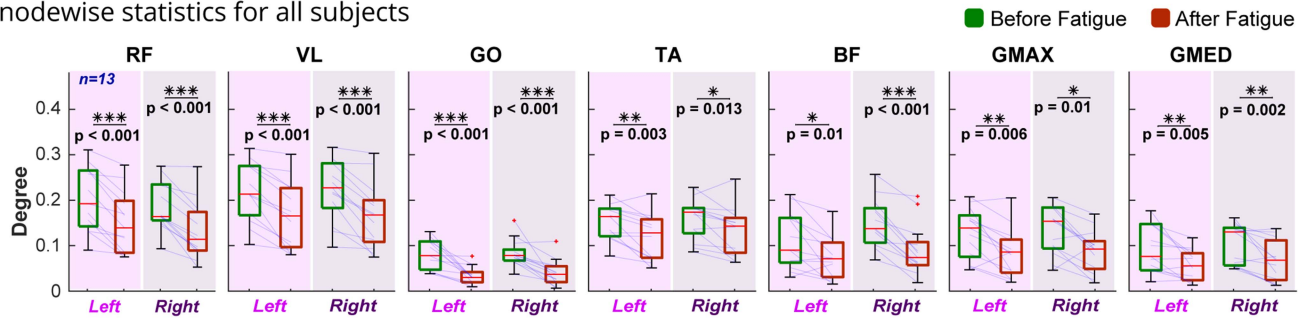 nodewise statistics for all subjects
Before Fatigue After Fatigue
RF VL GO TA BF GMAX GMED
n=13
Degree
0.4
0.3
0.2
0.1
0
*** p < 0.001
*** p < 0.001
*** p < 0.001
*** p < 0.001
*** p < 0.001
*** p < 0.001
** p = 0.003
* p = 0.013
* p = 0.01
*** p < 0.001
** p = 0.006
* p = 0.01
** p = 0.005
** p = 0.002
Left Right Left Right Left Right Left Right Left Right Left Right Left Right